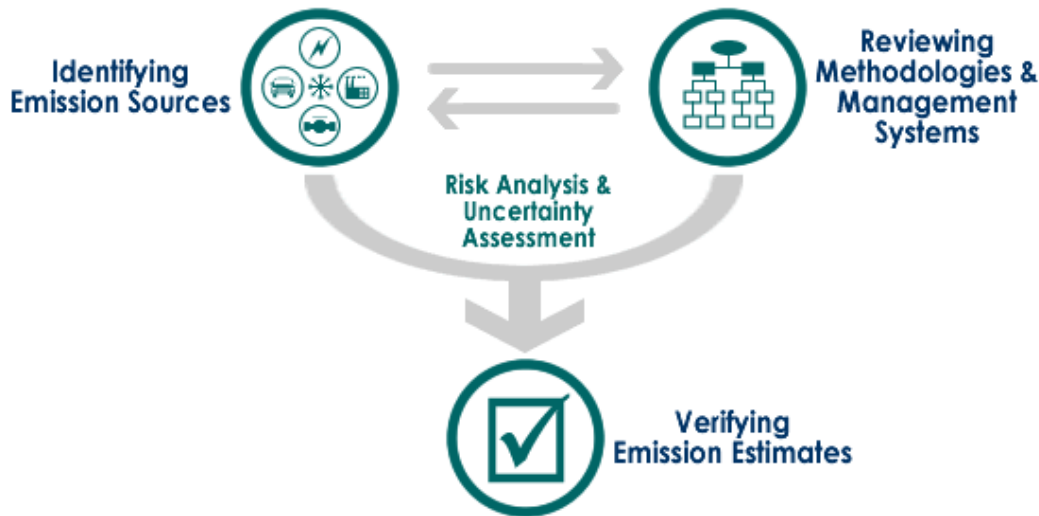 Identifying
Emission Sources
Reviewing
Methodologies &
Management
Systems
Risk Analysis &
Uncertainty
Assessment
Verifying
Emission Estimates